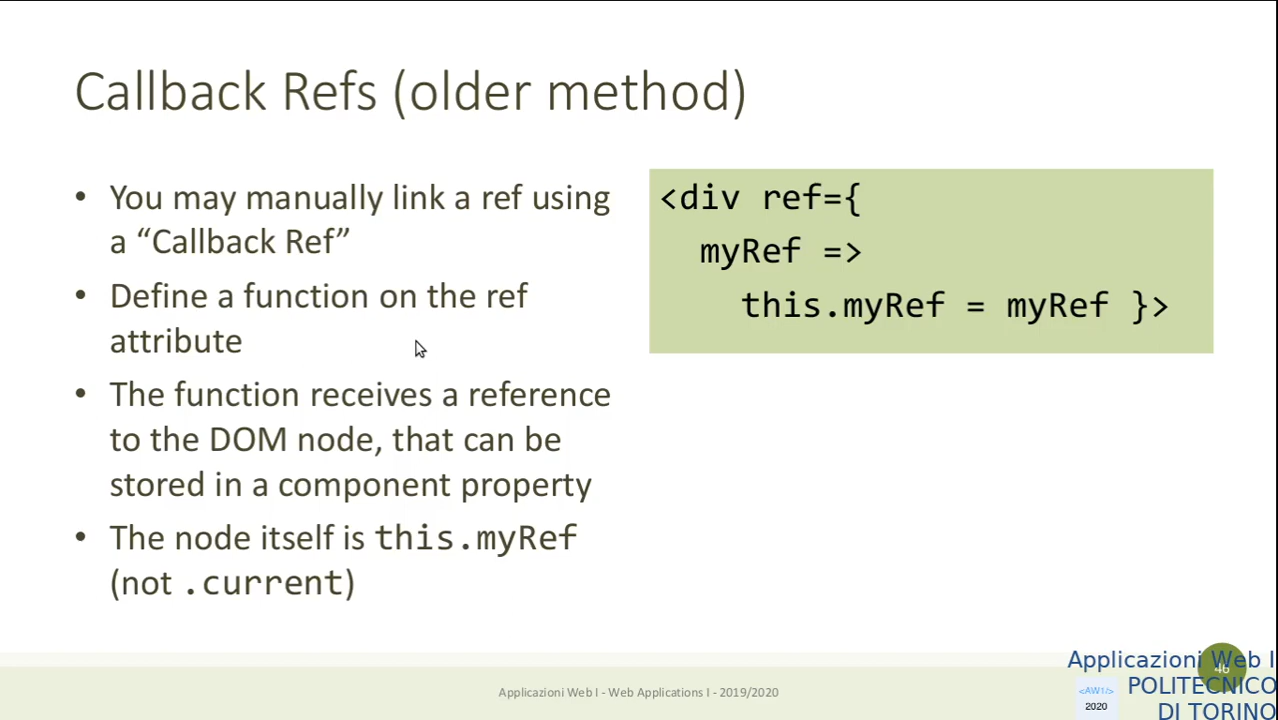 Callback Refs (older method)
• You may manually link a ref using
a “Callback Ref”
• Define a function on the ref
attribute
• The function receives a reference
to the DOM node, that can be
stored in a component property
• The node itself is this.myRef
(not .current)
<div ref={
myRef =>
this.myRef = myRef }>
Applicazioni Web I - Web Applications I - 2019/2020
46
Applicazioni Web I
POLITECNICO
DI TORINO
<AW1/>
2020